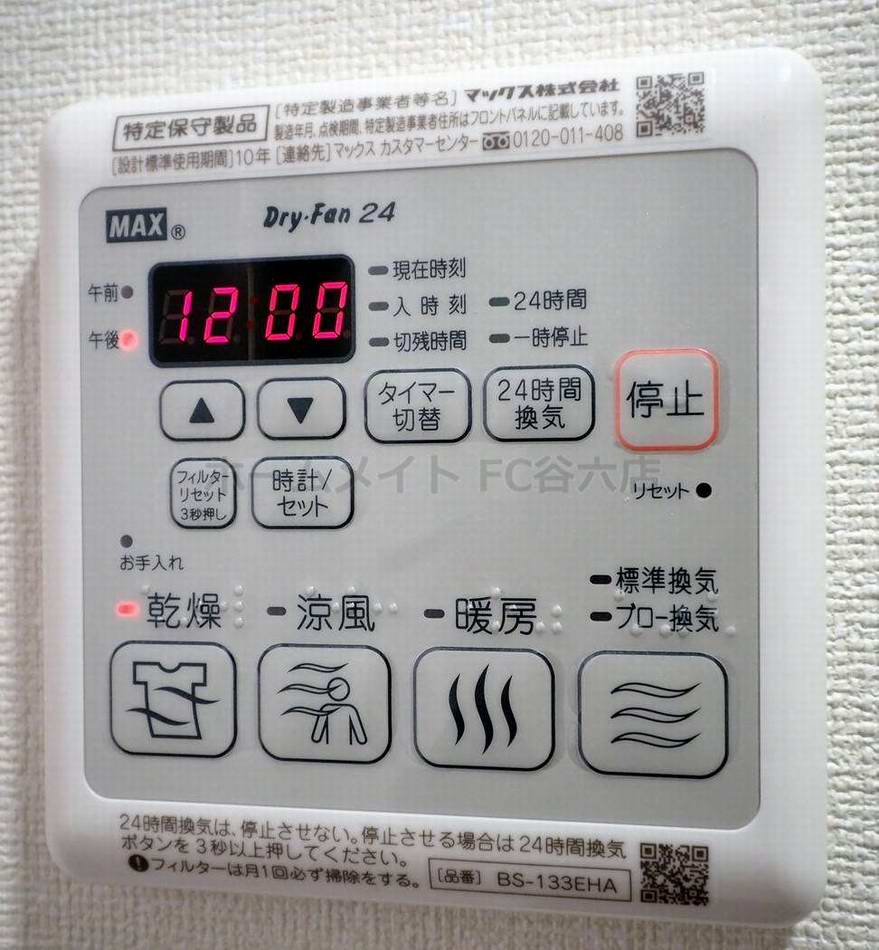 特定保守製品
[特定製造事業者等名] マックス株式会社
製造年月、点検期間、特定製造事業者住所はフロントパネルに記載しています。
[設計標準使用期間]10年 [連絡先] マックス カスタマーセンター 0120-011-408
MAX®
Dry・Fan 24
午前
午後
12:00
現在時刻
入時刻
切残時間
24時間
一時停止
▲
▼
タイマー
切替
24時間
換気
停止
フィルター
リセット
3秒押し
時計/
セット
ホームメイト FC谷六店
リセット
お手入れ
乾燥
涼風
暖房
標準換気
ブロー換気
24時間換気は、停止させない。停止させる場合は24時間換気
ボタンを3秒以上押してください。
フィルターは月1回必ず掃除をする。
[品番] BS-133EHA